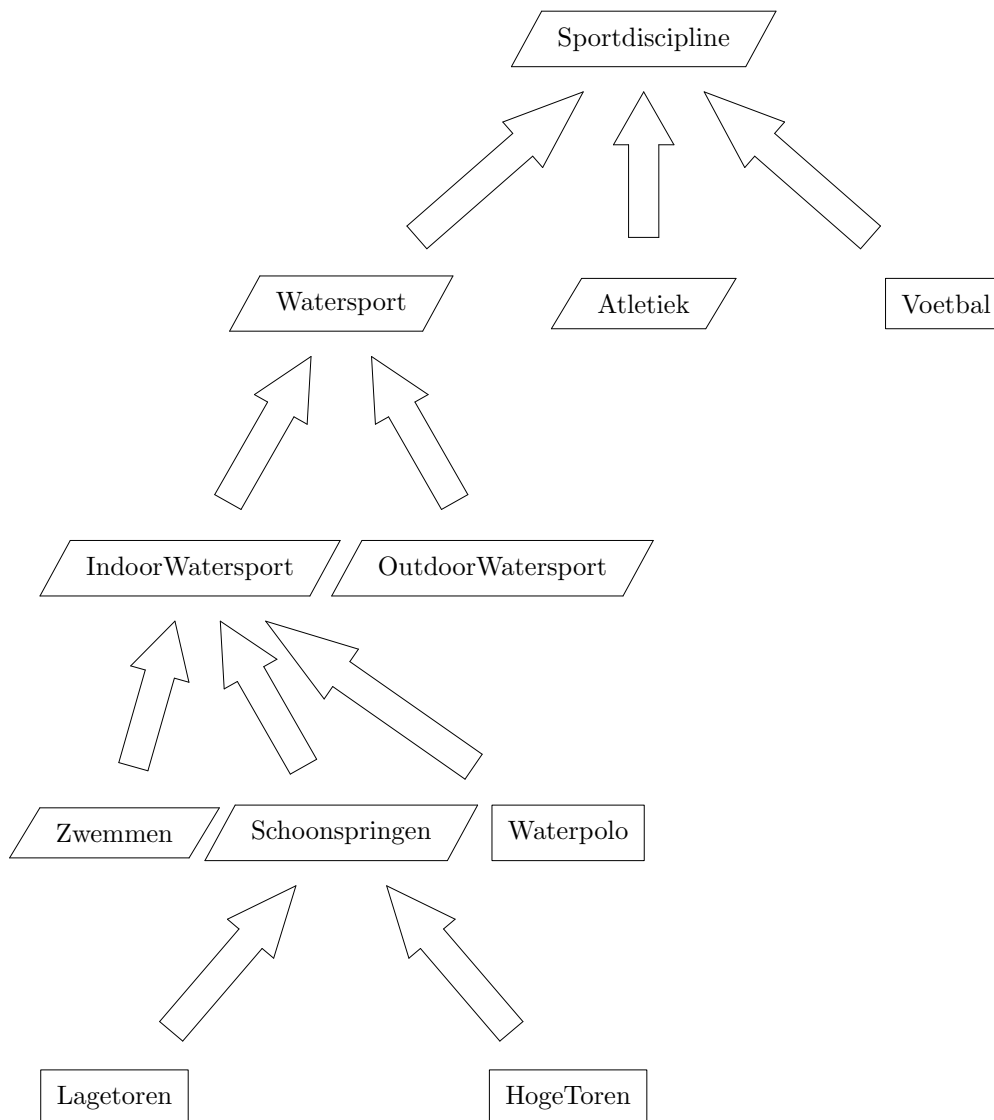 Sportdiscipline
Watersport
Atletiek
Voetbal
IndoorWatersport
OutdoorWatersport
Zwemmen
Schoonspringen
Waterpolo
Lagetoren
HogeToren